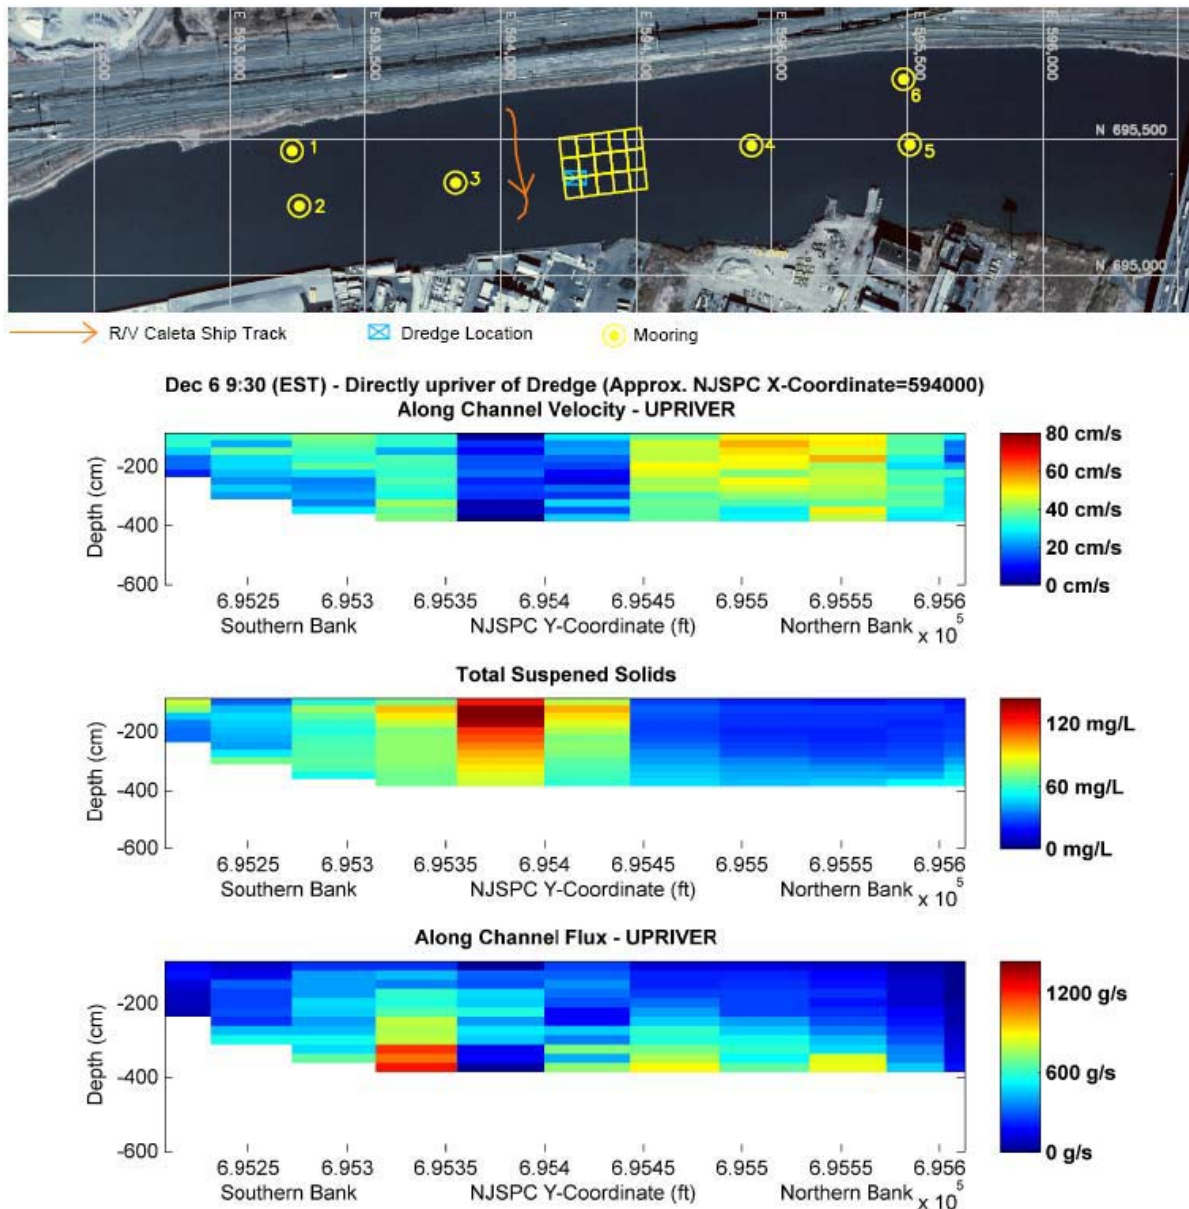 E 593,000
E 593,500
E 594,000
E 505,500
E 506,000
6
N 695,500
1
4
5
3
2
N 695,000
R/V Caleta Ship Track
Dredge Location
Mooring
Dec 6 9:30 (EST) - Directly upriver of Dredge (Approx. NJSPC X-Coordinate=594000)
Along Channel Velocity - UPRIVER
80 cm/s
60 cm/s
40 cm/s
20 cm/s
0 cm/s
Depth (cm)
-200
-400
-600
6.9525 6.953 6.9535 6.954 6.9545 6.955 6.9555 6.956
Southern Bank NJSPC Y-Coordinate (ft) Northern Bank x 10^5
Total Suspened Solids
120 mg/L
60 mg/L
0 mg/L
Depth (cm)
-200
-400
-600
6.9525 6.953 6.9535 6.954 6.9545 6.955 6.9555 6.956
Southern Bank NJSPC Y-Coordinate (ft) Northern Bank x 10^5
Along Channel Flux - UPRIVER
1200 g/s
600 g/s
0 g/s
Depth (cm)
-200
-400
-600
6.9525 6.953 6.9535 6.954 6.9545 6.955 6.9555 6.956
Southern Bank NJSPC Y-Coordinate (ft) Northern Bank x 10^5